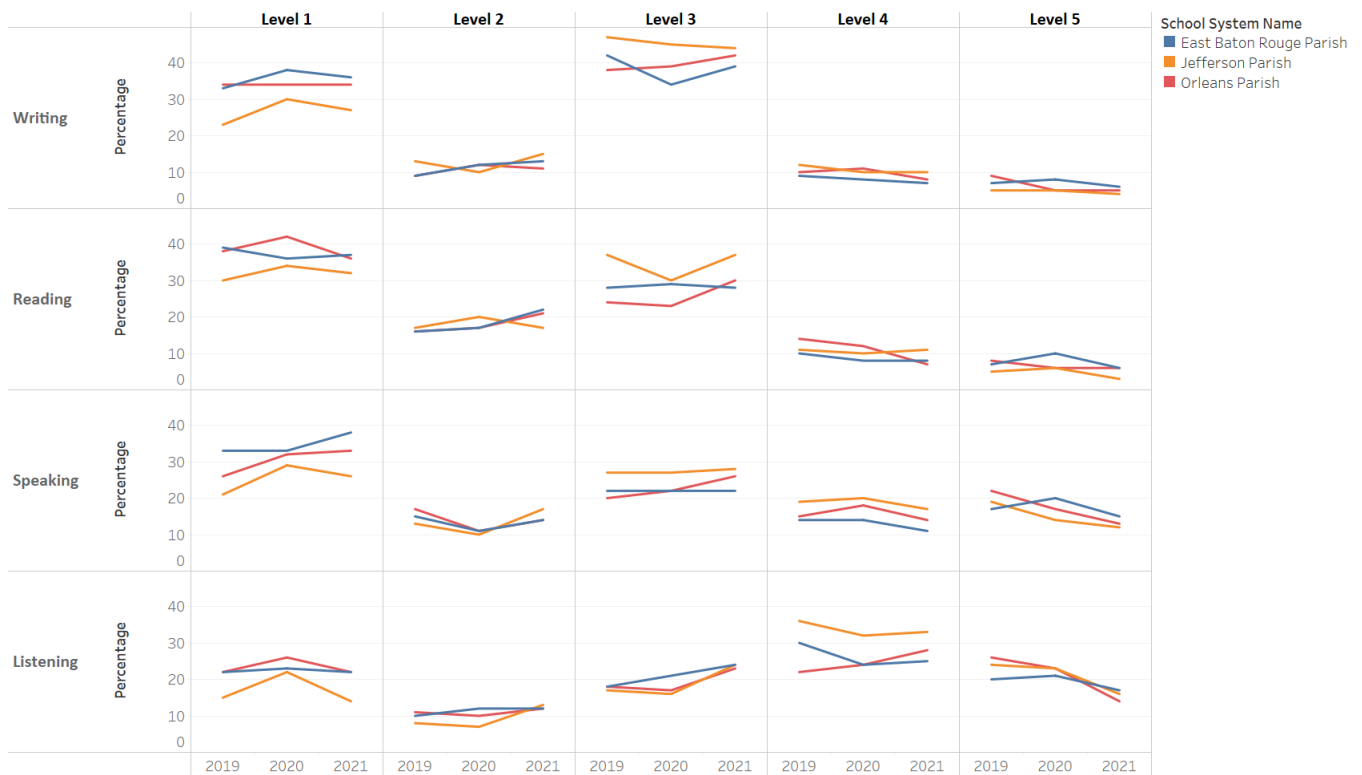 Level 1 Level 2 Level 3 Level 4 Level 5
School System Name
East Baton Rouge Parish
Jefferson Parish
Orleans Parish
Writing
Percentage
40
30
20
10
0
Reading
Percentage
40
30
20
10
0
Speaking
Percentage
40
30
20
10
0
Listening
Percentage
40
30
20
10
0
2019 2020 2021 2019 2020 2021 2019 2020 2021 2019 2020 2021 2019 2020 2021